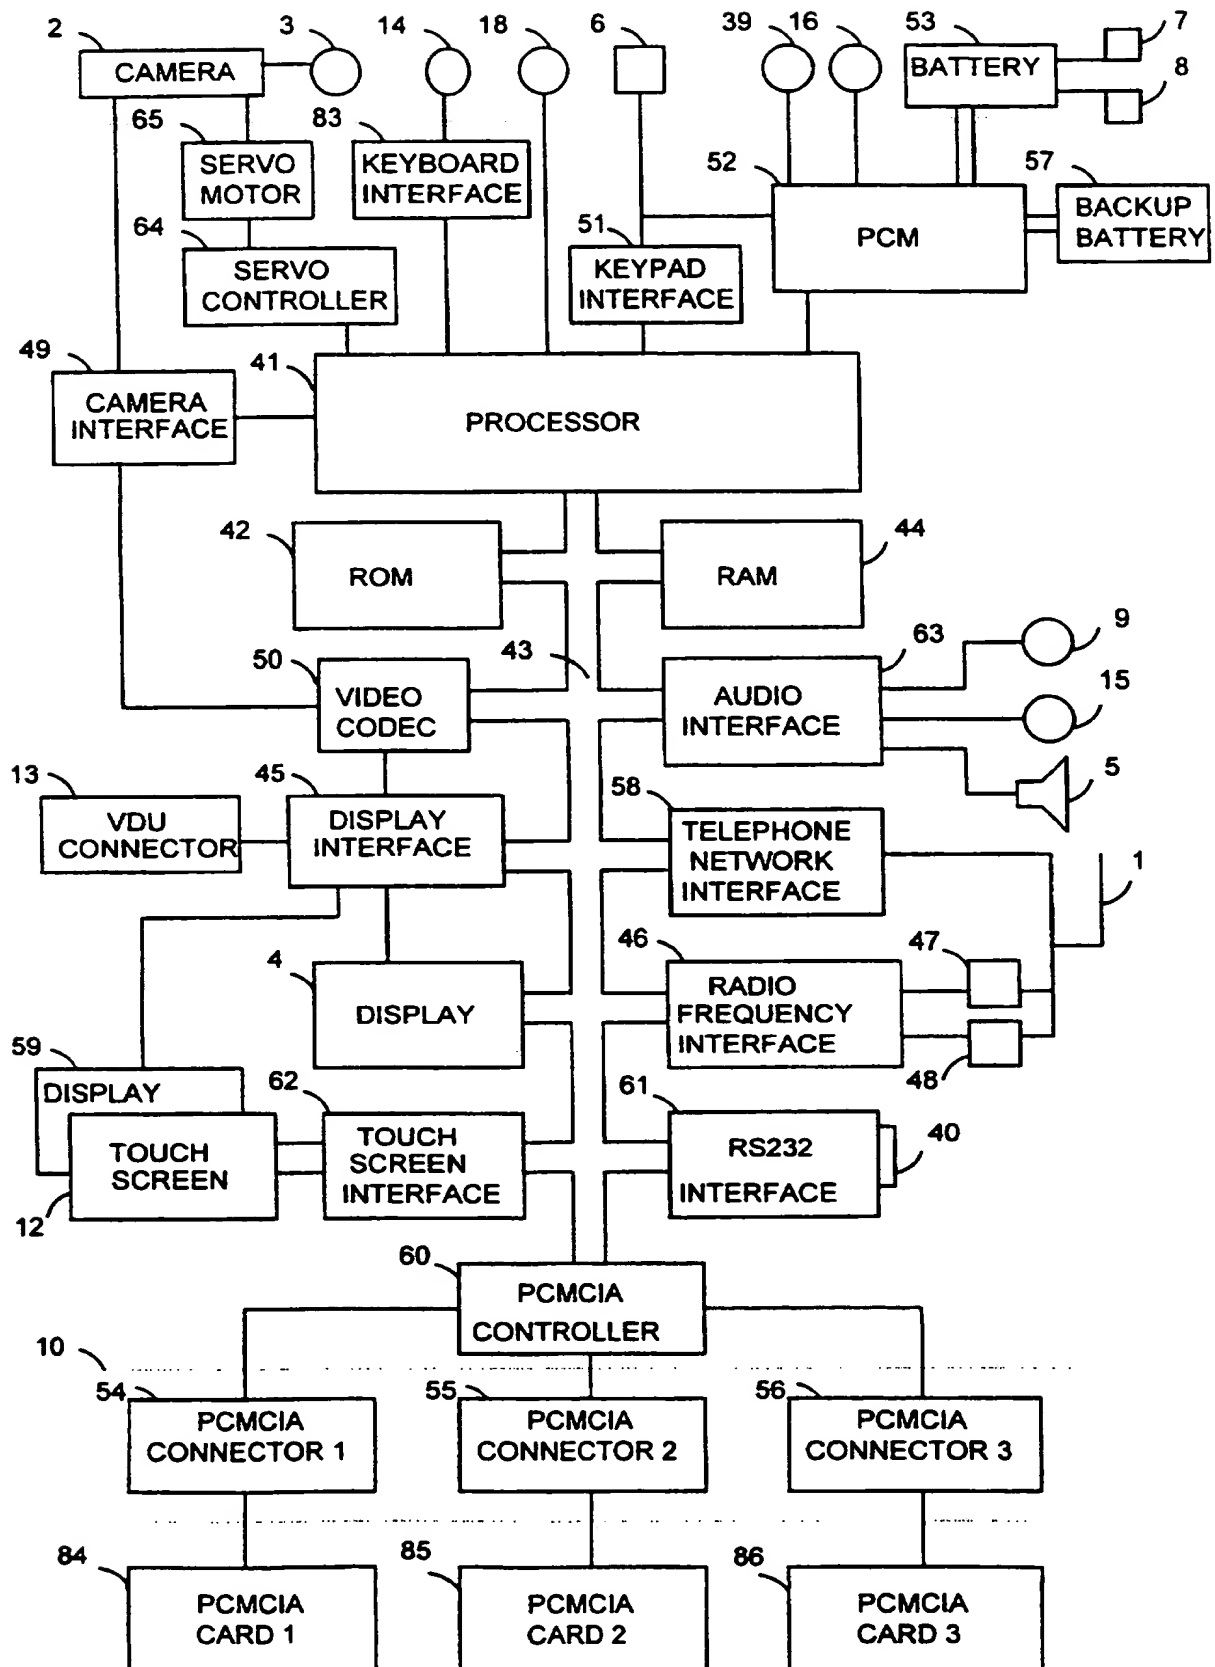 2 3 14 18 6 39 16 53 7
CAMERA
BATTERY
8
65 83
SERVO
MOTOR
KEYBOARD
INTERFACE
52 57
PCM
BACKUP
BATTERY
64
SERVO
CONTROLLER
51
KEYPAD
INTERFACE
49 41
CAMERA
INTERFACE
PROCESSOR
42 44
ROM
RAM
43
50 63 9
VIDEO
CODEC
AUDIO
INTERFACE
15
5
13 45 58
VDU
CONNECTOR
DISPLAY
INTERFACE
TELEPHONE
NETWORK
INTERFACE
1
4 46 47
DISPLAY
RADIO
FREQUENCY
INTERFACE
48
59
DISPLAY
62 61
TOUCH
SCREEN
12
TOUCH
SCREEN
INTERFACE
RS232
INTERFACE
40
60
PCMCIA
CONTROLLER
10
54 55 56
PCMCIA
CONNECTOR 1
PCMCIA
CONNECTOR 2
PCMCIA
CONNECTOR 3
84 85 86
PCMCIA
CARD 1
PCMCIA
CARD 2
PCMCIA
CARD 3